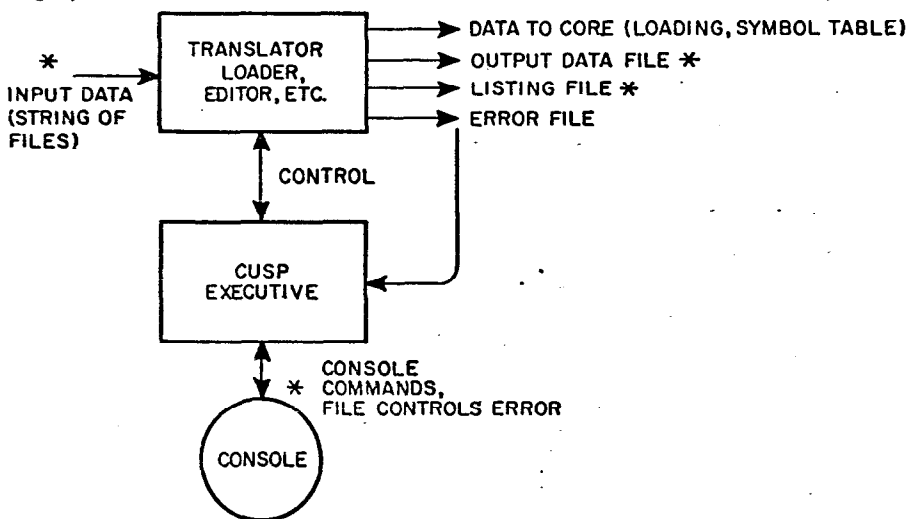 TRANSLATOR
LOADER,
EDITOR, ETC.
*
INPUT DATA
(STRING OF
FILES)
DATA TO CORE (LOADING, SYMBOL TABLE)
OUTPUT DATA FILE *
LISTING FILE *
ERROR FILE
CONTROL
CUSP
EXECUTIVE
CONSOLE
* COMMANDS,
FILE CONTROLS ERROR
CONSOLE